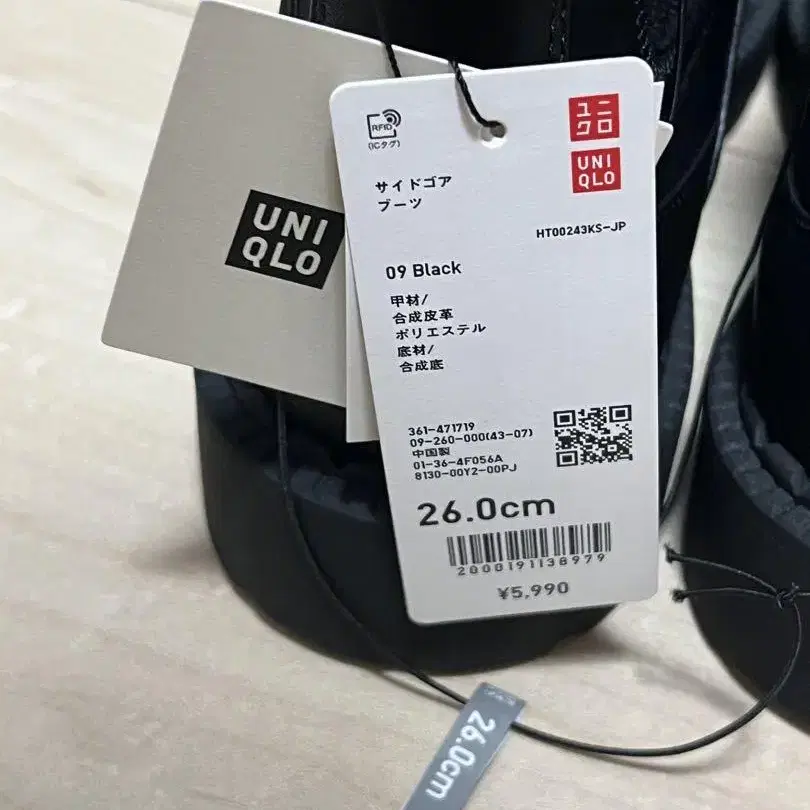 UNI
QLO
RFID
(ICタグ)
ユニ
クロ
UNI
QLO
サイドゴア
ブーツ
HT00243KS-JP
09 Black
甲材/
合成皮革
ポリエステル
底材/
合成底
361-471719
09-260-000(43-07)
中国製
01-36-4F056A
8130-00Y2-00PJ
26.0cm
2000191138979
¥5,990
26.0cm